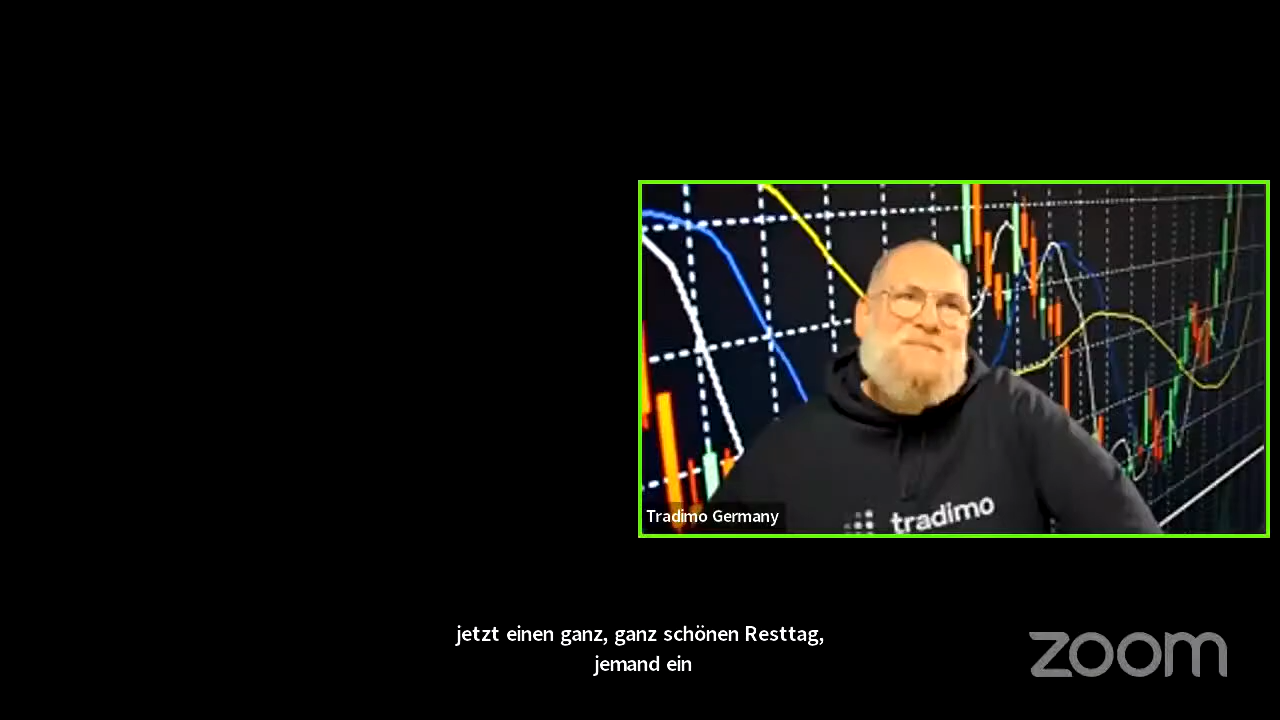 tradimo
Tradimo Germany
jetzt einen ganz, ganz schönen Resttag,
jemand ein
zoom